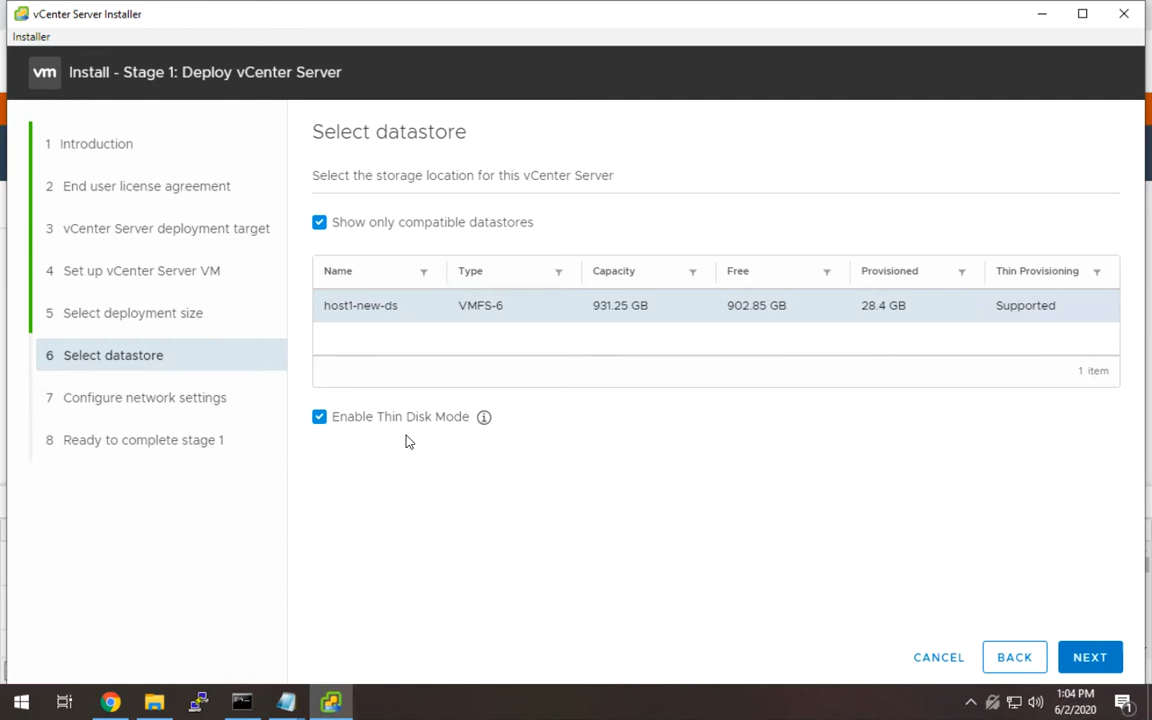 vCenter Server Installer
Installer
vm Install - Stage 1: Deploy vCenter Server
1 Introduction
2 End user license agreement
3 vCenter Server deployment target
4 Set up vCenter Server VM
5 Select deployment size
6 Select datastore
7 Configure network settings
8 Ready to complete stage 1
Select datastore
Select the storage location for this vCenter Server
Show only compatible datastores
Name Type Capacity Free Provisioned Thin Provisioning
host1-new-ds VMFS-6 931.25 GB 902.85 GB 28.4 GB Supported
1 item
Enable Thin Disk Mode
CANCEL BACK NEXT
1:04 PM
6/2/2020
1